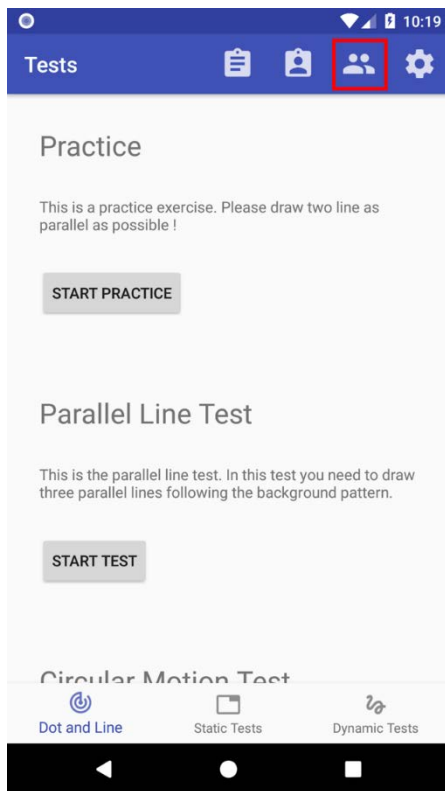 10:19
Tests
Practice
This is a practice exercise. Please draw two line as
parallel as possible !
START PRACTICE
Parallel Line Test
This is the parallel line test. In this test you need to draw
three parallel lines following the background pattern.
START TEST
Circular Motion Test
Dot and Line
Static Tests
Dynamic Tests